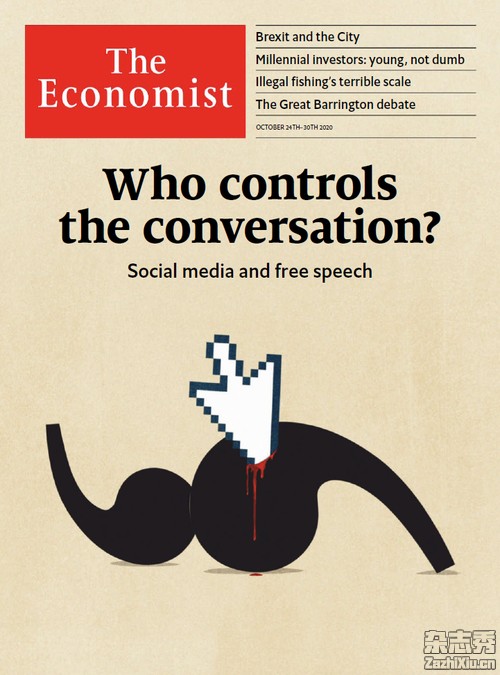 The
Economist
Brexit and the City
Millennial investors: young, not dumb
Illegal fishing's terrible scale
The Great Barrington debate
OCTOBER 24TH–30TH 2020
Who controls
the conversation?
Social media and free speech
杂志秀
ZaZhiXiu.cn